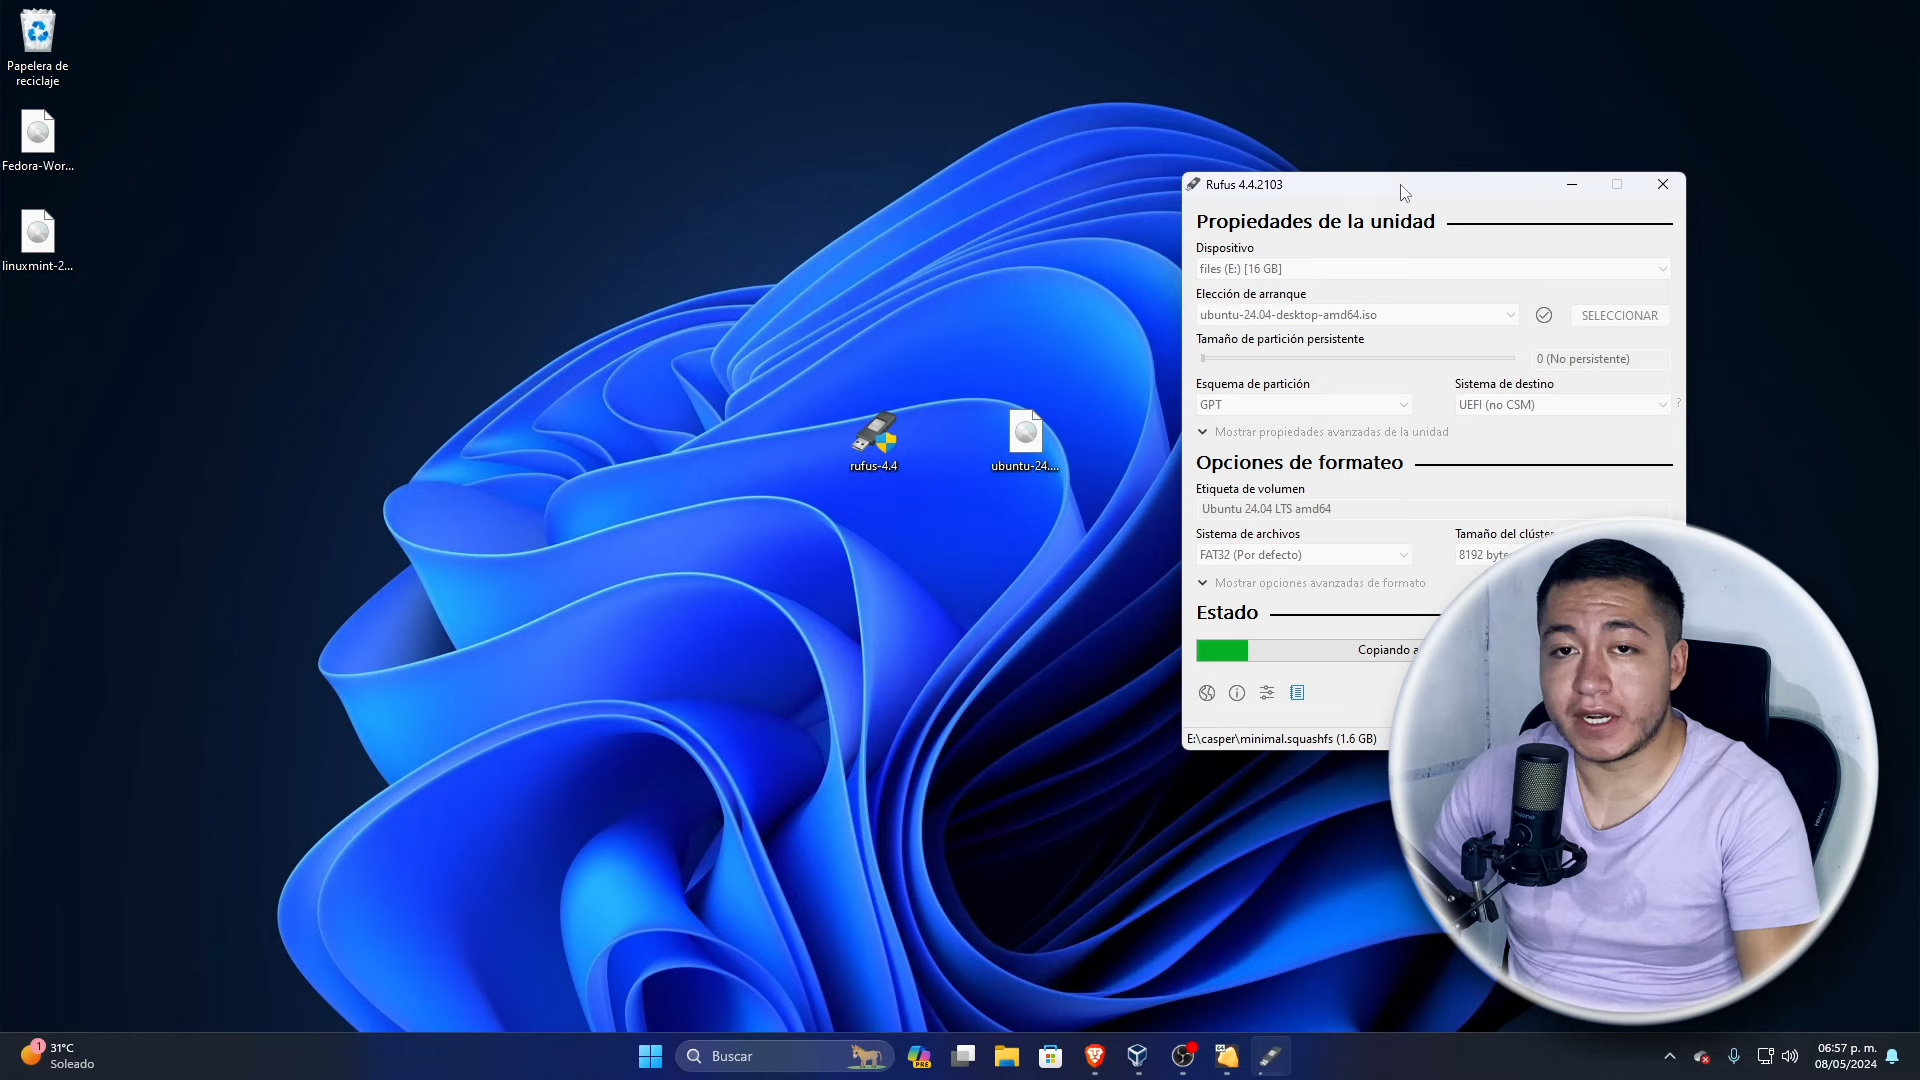 Papelera de
reciclaje
Fedora-Wor...
linuxmint-2...
rufus-4.4
ubuntu-24....
Rufus 4.4.2103
Propiedades de la unidad
Dispositivo
files (E:) [16 GB]
Elección de arranque
ubuntu-24.04-desktop-amd64.iso
SELECCIONAR
Tamaño de partición persistente
0 (No persistente)
Esquema de partición
Sistema de destino
GPT
UEFI (no CSM)
?
Mostrar propiedades avanzadas de la unidad
Opciones de formateo
Etiqueta de volumen
Ubuntu 24.04 LTS amd64
Sistema de archivos
Tamaño del clúster
FAT32 (Por defecto)
8192 byte
Mostrar opciones avanzadas de formato
Estado
Copiando a
E:\casper\minimal.squashfs (1.6 GB)
1
31°C
Soleado
Buscar
PRE
06:57 p. m.
08/05/2024